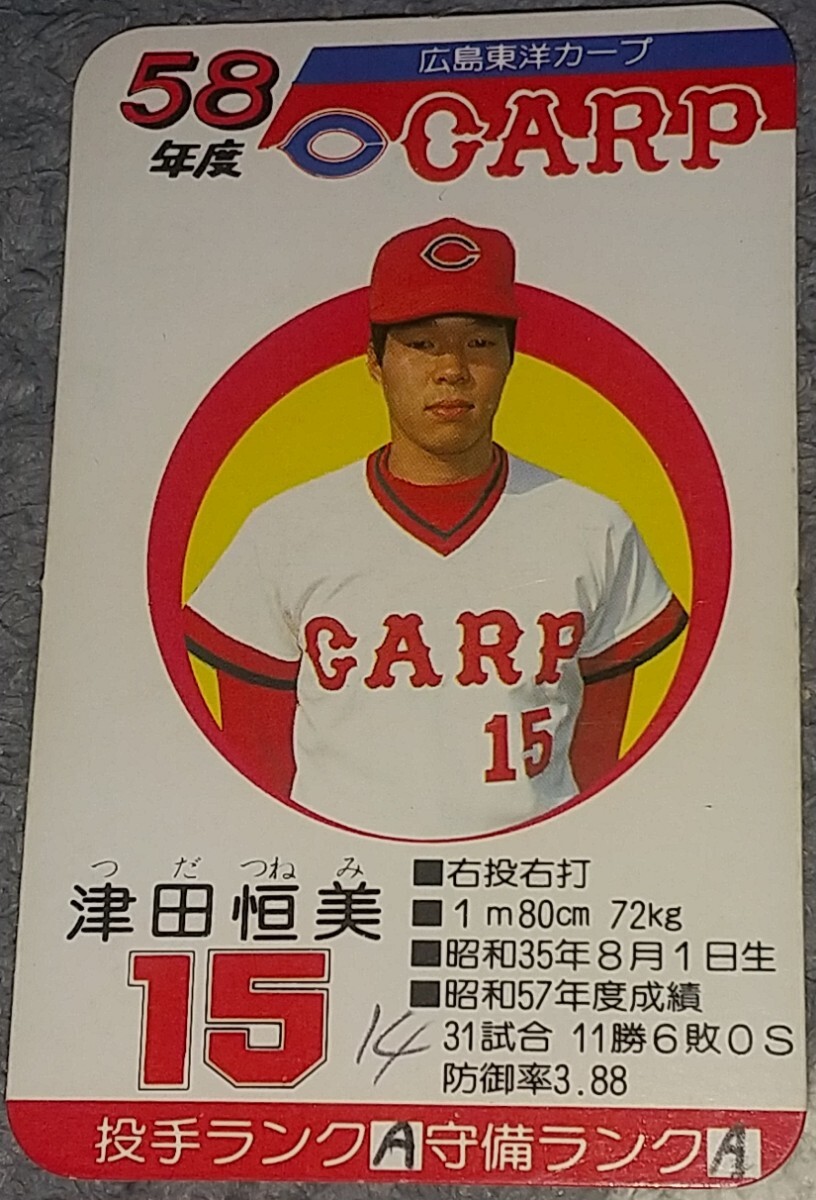 広島東洋カープ
58 CARP
年度
C
CARP
15
つだつねみ
津田恒美
■右投右打
■1m80cm 72kg
■昭和35年8月1日生
■昭和57年度成績
31試合 11勝6敗0S
防御率3.88
15
14
投手ランクA守備ランクA